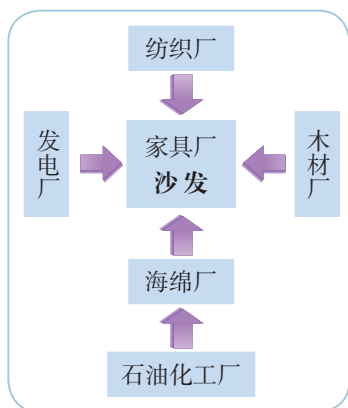 纺织厂
发电厂
家具厂
沙发
木材厂
海绵厂
石油化工厂